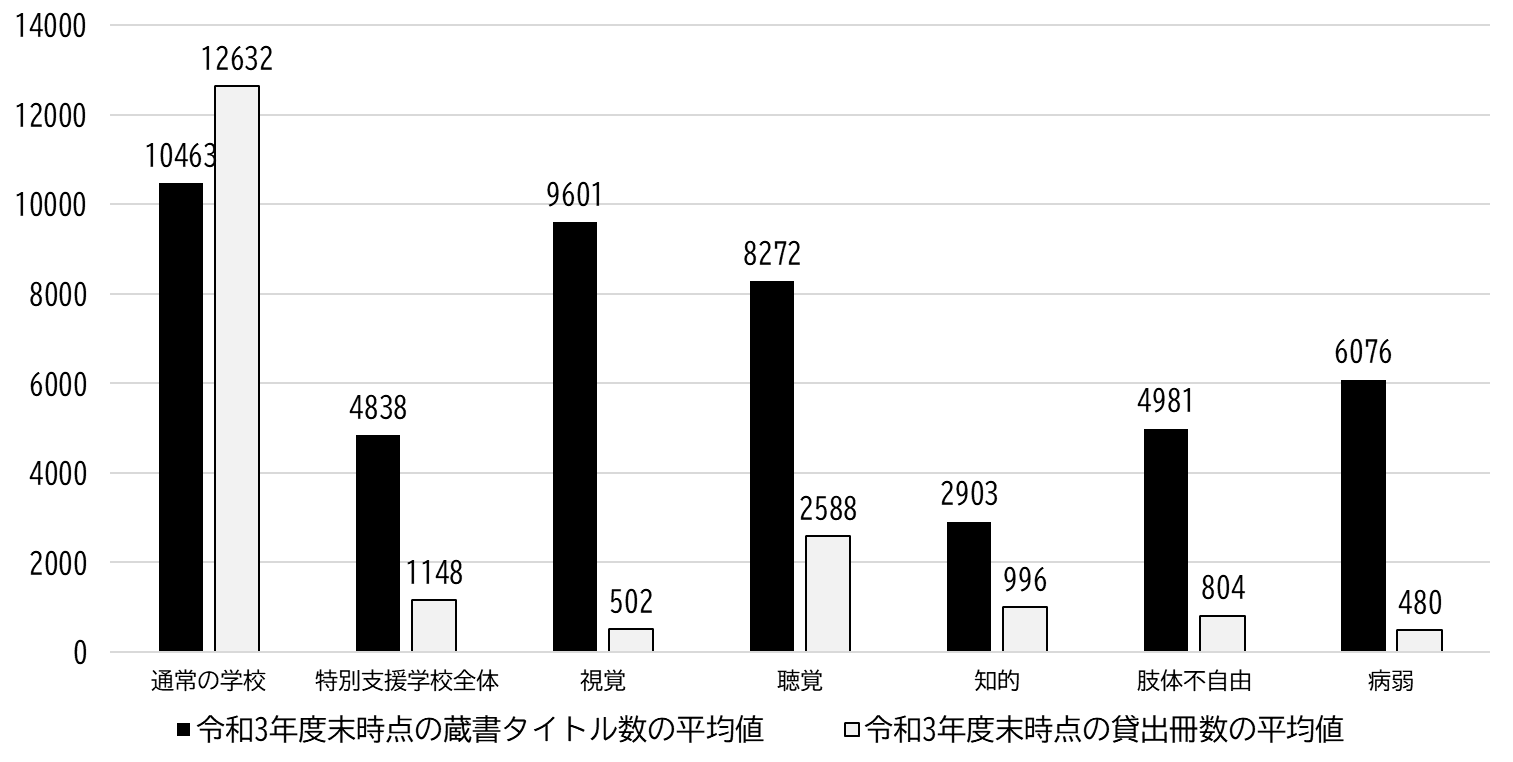 14000
12000
10000
8000
6000
4000
2000
0
10463
12632
4838
1148
9601
502
8272
2588
2903
996
4981
804
6076
480
通常の学校
特別支援学校全体
視覚
聴覚
知的
肢体不自由
病弱
令和3年度末時点の蔵書タイトル数の平均値
令和3年度末時点の貸出冊数の平均値